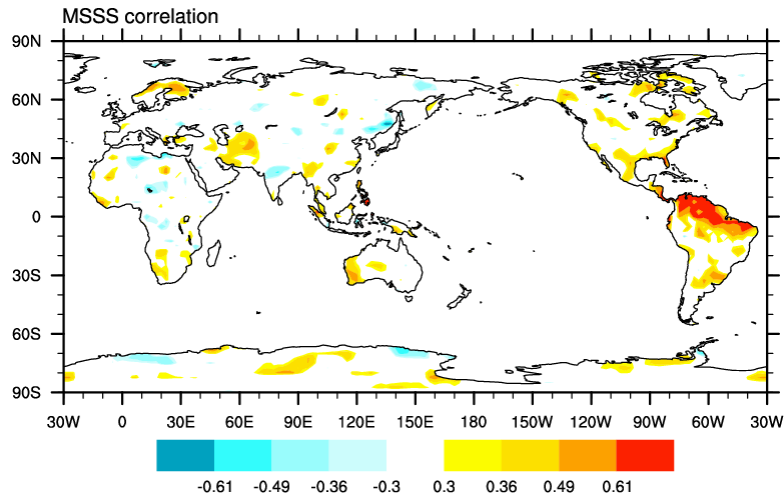 MSSS correlation
90N
60N
30N
0
30S
60S
90S
30W 0 30E 60E 90E 120E 150E 180 150W 120W 90W 60W 30W
-0.61 -0.49 -0.36 -0.3 0.3 0.36 0.49 0.61